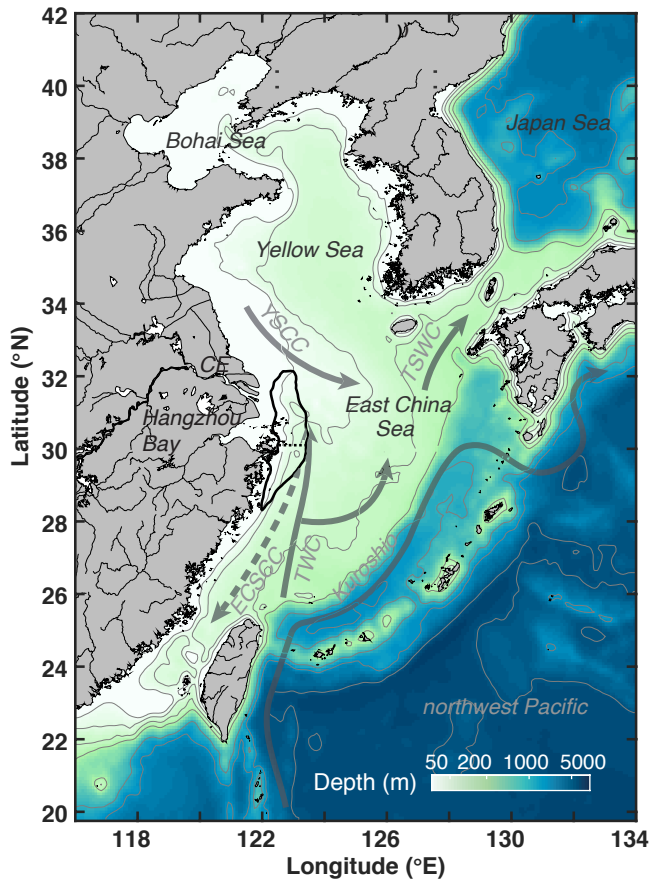 42
40
38
36
34
32
30
28
26
24
22
20
Latitude (°N)
Bohai Sea
Japan Sea
Yellow Sea
YSCC
TSWC
CE
East China
Sea
Hangzhou
Bay
ECSCC
TWC
Kuroshio
northwest Pacific
Depth (m)
50 200 1000 5000
118 122 126 130 134
Longitude (°E)